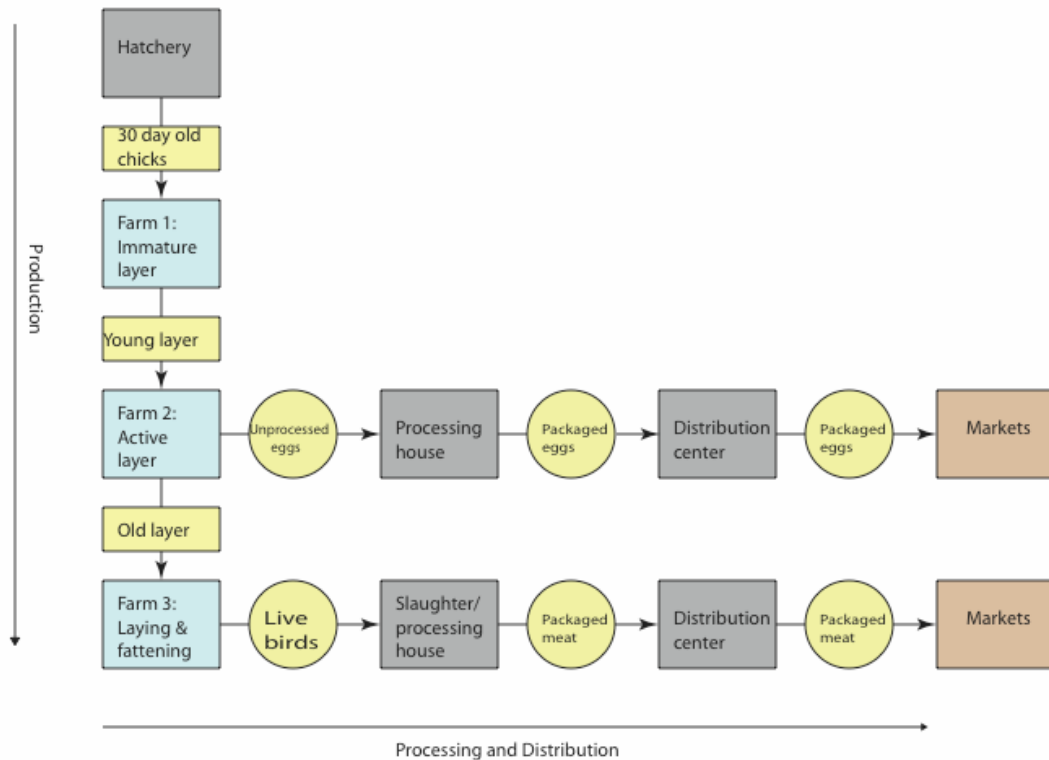 Hatchery
30 day old
chicks
Farm 1:
Immature
layer
Production
Young layer
Farm 2:
Active
layer
Unprocessed
eggs
Processing
house
Packaged
eggs
Distribution
center
Packaged
eggs
Markets
Old layer
Farm 3:
Laying &
fattening
Live
birds
Slaughter/
processing
house
Packaged
meat
Distribution
center
Packaged
meat
Markets
Processing and Distribution